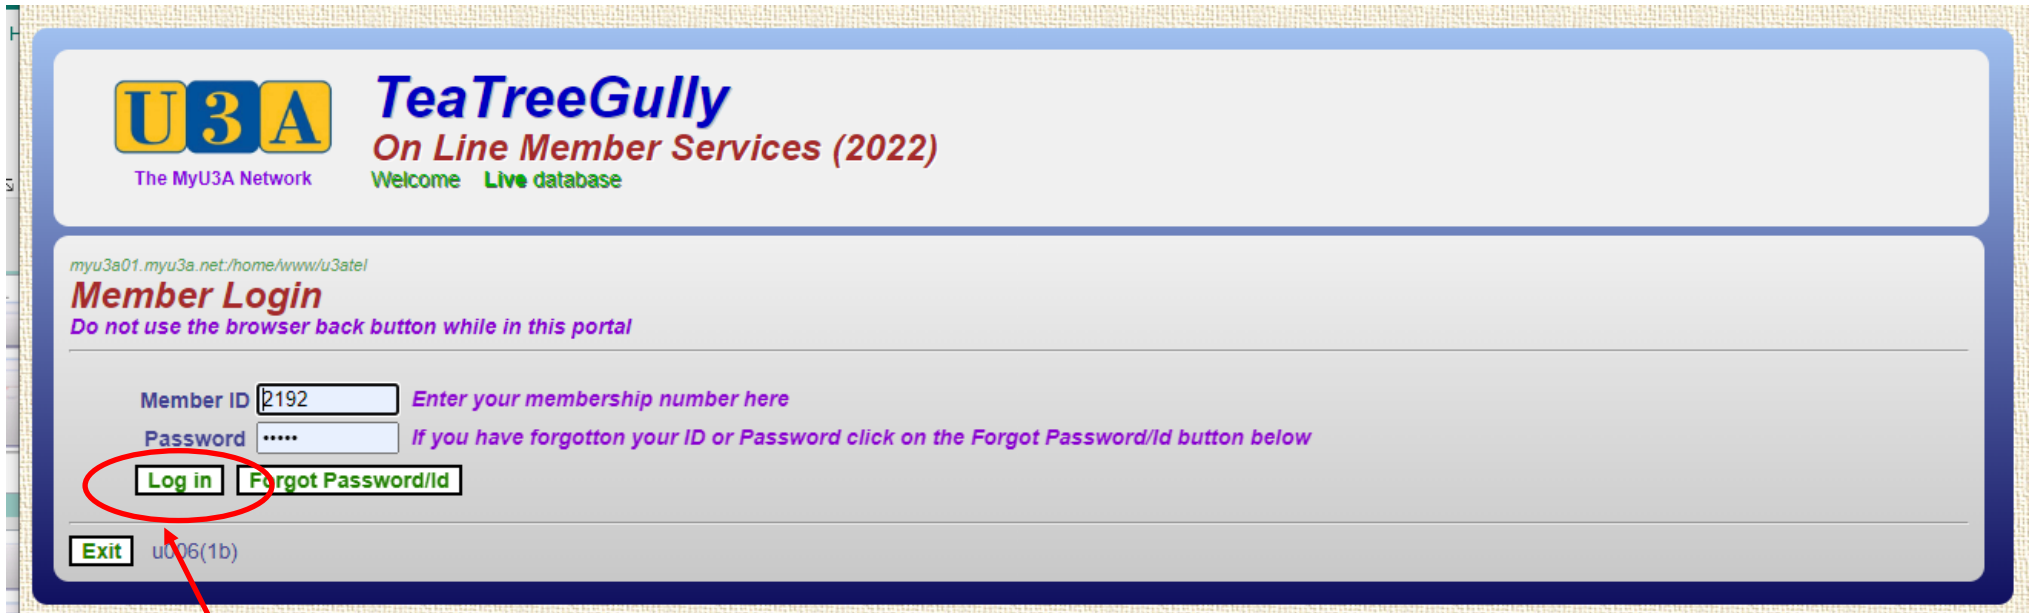 U3A
TeaTreeGully
On Line Member Services (2022)
The MyU3A Network
Welcome Live database
myu3a01.myu3a.net:/home/www/u3atel
Member Login
Do not use the browser back button while in this portal
Member ID 2192 Enter your membership number here
Password ••••• If you have forgotton your ID or Password click on the Forgot Password/Id button below
Log in Forgot Password/Id
Exit u006(1b)